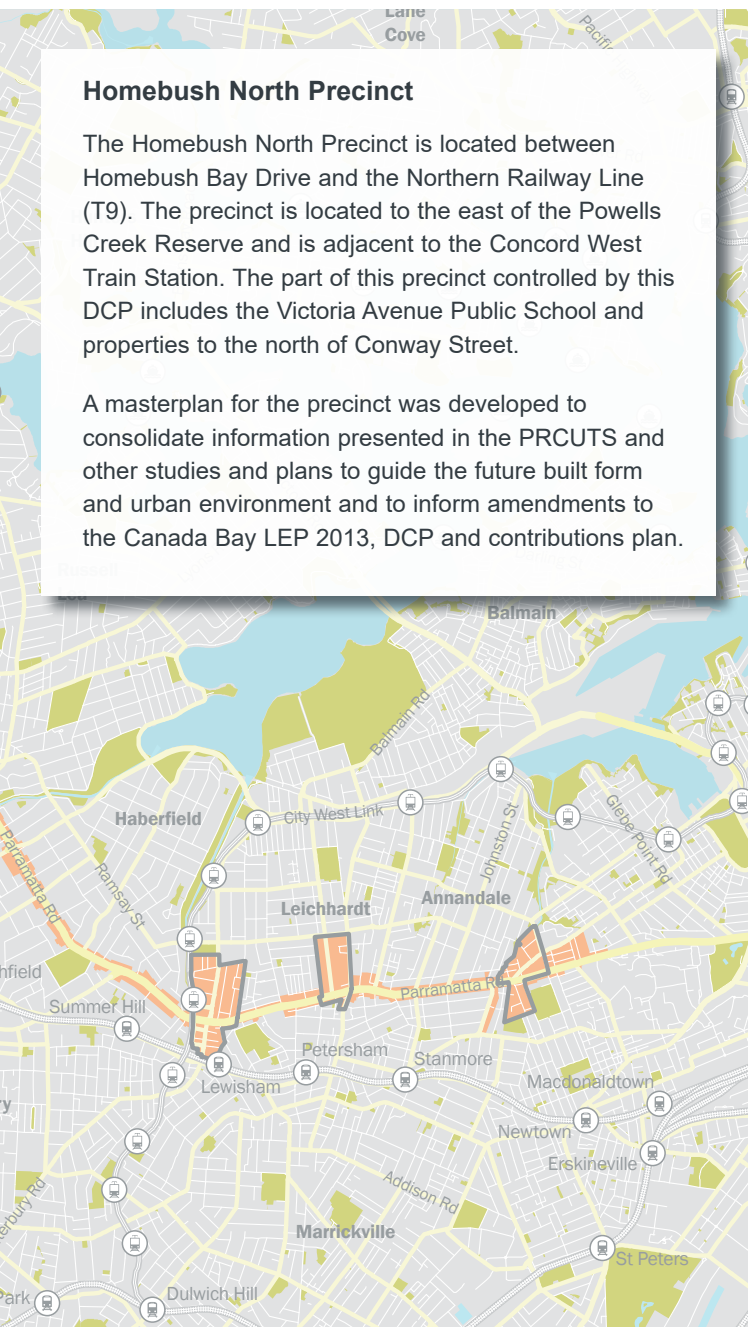 Lane
Cove
Pacific
Homebush North Precinct
The Homebush North Precinct is located between
Homebush Bay Drive and the Northern Railway Line
(T9). The precinct is located to the east of the Powells
Creek Reserve and is adjacent to the Concord West
Train Station. The part of this precinct controlled by this
DCP includes the Victoria Avenue Public School and
properties to the north of Conway Street.
A masterplan for the precinct was developed to
consolidate information presented in the PRCUTS and
other studies and plans to guide the future built form
and urban environment and to inform amendments to
the Canada Bay LEP 2013, DCP and contributions plan.
Balmain
Balmain Rd
Haberfield
City West Link
Johnston St
Glebe Point Rd
Parramatta Rd
Ramsay St
Leichhardt
Annandale
hfield
Summer Hill
Parramatta Rd
Petersham
Stanmore
Lewisham
Macdonaldtown
Newtown
Erskineville
Addison Rd
erbury Rd
Marrickville
St Peters
Dulwich Hill
Park